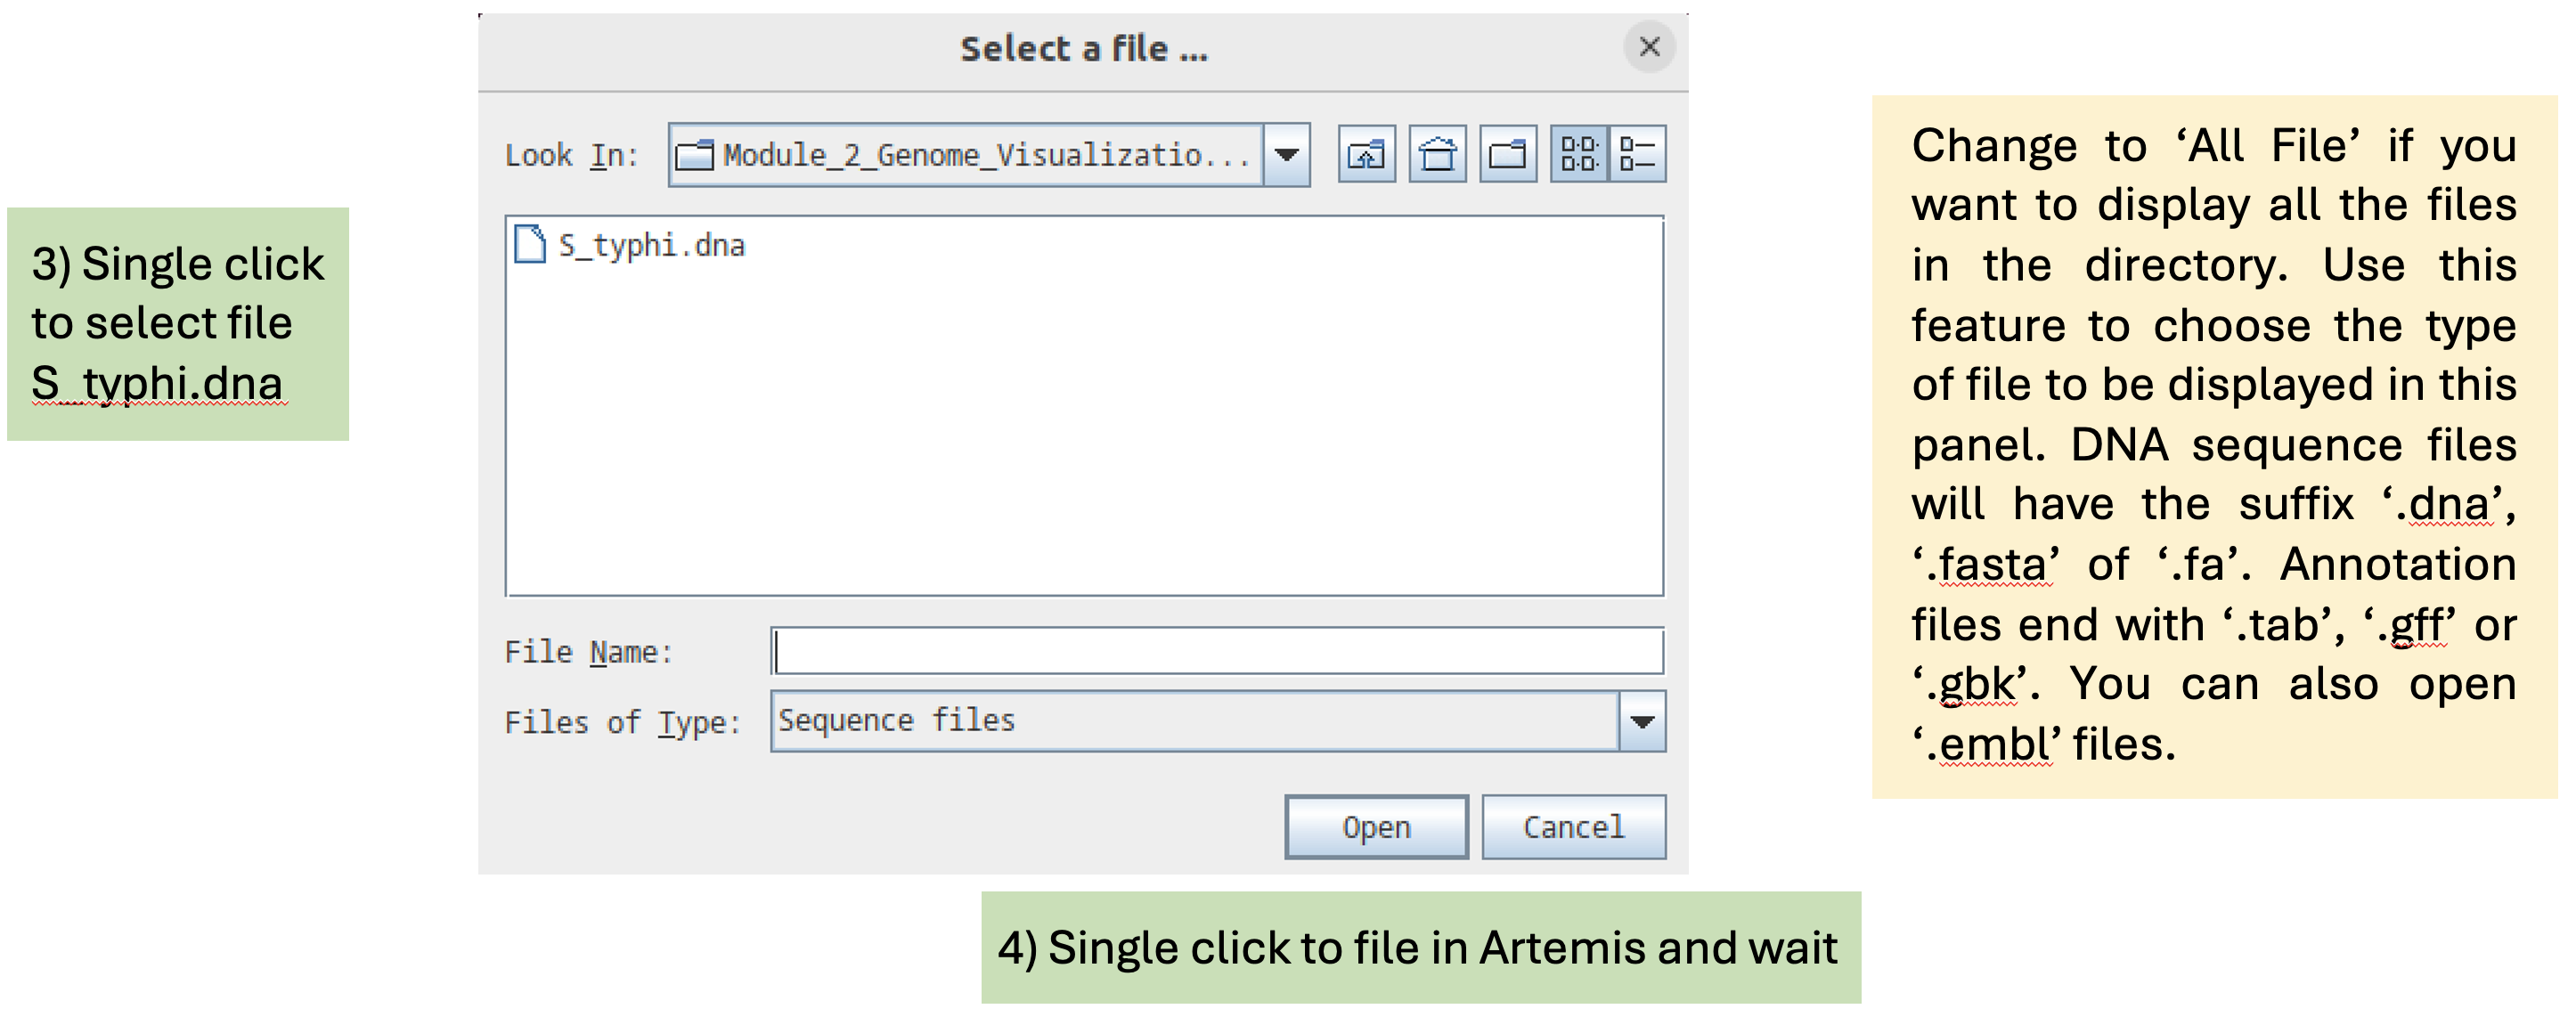 Select a file ...
Look In:
Module_2_Genome_Visualizatio...
S_typhi.dna
File Name:
Files of Type:
Sequence files
Open
Cancel
3) Single click
to select file
S_typhi.dna
4) Single click to file in Artemis and wait
Change to ‘All File’ if you
want to display all the files
in the directory. Use this
feature to choose the type
of file to be displayed in this
panel. DNA sequence files
will have the suffix ‘.dna’,
‘.fasta’ of ‘.fa’. Annotation
files end with ‘.tab’, ‘.gff’ or
‘.gbk’. You can also open
‘.embl’ files.